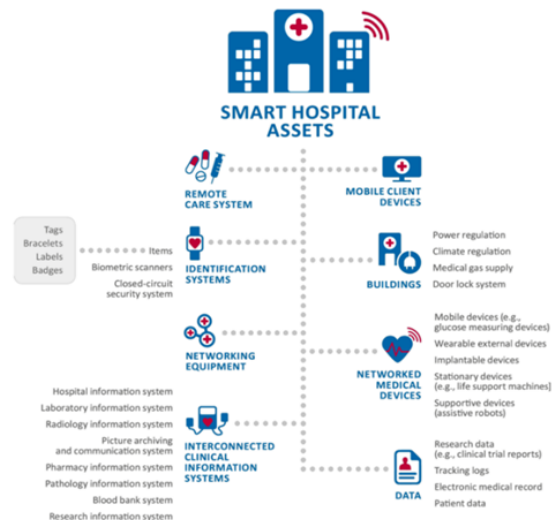 SMART HOSPITAL
ASSETS
REMOTE
CARE SYSTEM
MOBILE CLIENT
DEVICES
Tags
Bracelets
Labels
Badges
Items
Biometric scanners
Closed-circuit
security system
IDENTIFICATION
SYSTEMS
BUILDINGS
Power regulation
Climate regulation
Medical gas supply
Door lock system
NETWORKING
EQUIPMENT
NETWORKED
MEDICAL
DEVICES
Mobile devices (e.g.,
glucose measuring devices)
Wearable external devices
Implantable devices
Stationary devices
(e.g., life support machines]
Supportive devices
(assistive robots)
Hospital information system
Laboratory information system
Radiology information system
Picture archiving
and communication system
Pharmacy information system
Pathology information system
Blood bank system
Research information system
INTERCONNECTED
CLINICAL
INFORMATION
SYSTEMS
DATA
Research data
(e.g., clinical trial reports)
Tracking logs
Electronic medical record
Patient data